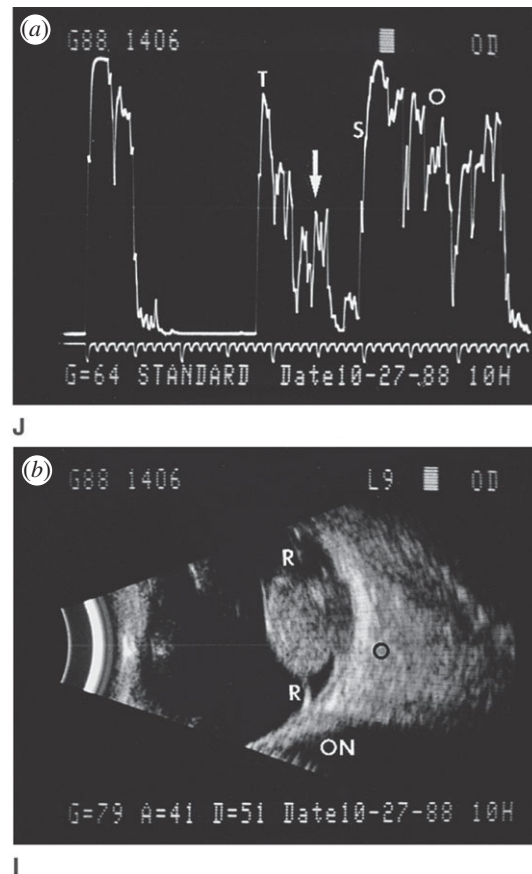 (a)
G88 1406 OD
T
S
O
G=64 STANDARD Date10-27-88 10H
J
(b)
G88 1406 L9 OD
R
O
R
ON
G=79 A=41 D=51 Date10-27-88 10H
I